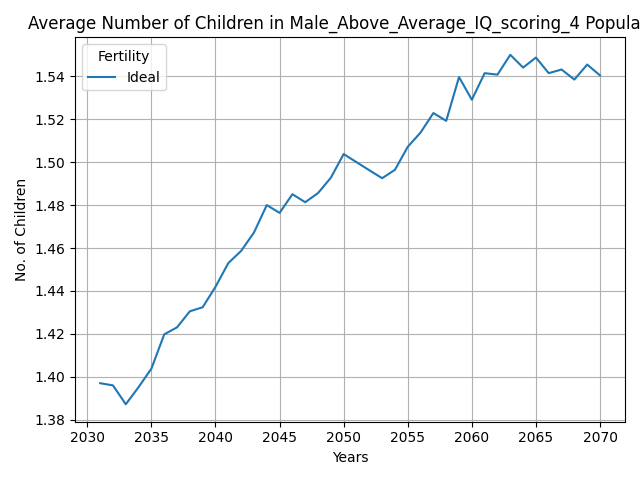 Average Number of Children in Male_Above_Average_IQ_scoring_4 Popula
Fertility
Ideal
No. of Children
1.54
1.52
1.50
1.48
1.46
1.44
1.42
1.40
1.38
2030 2035 2040 2045 2050 2055 2060 2065 2070
Years